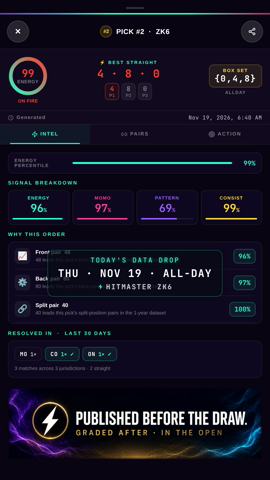 #2 PICK #2 · ZK6
99
ENERGY
ON FIRE
⚡ BEST STRAIGHT
4 · 8 · 0
4 8 0
P1 P2 P3
BOX SET
{0,4,8}
ALLDAY
Generated
Nov 19, 2026, 6:40 AM
INTEL
PAIRS
ACTION
ENERGY
PERCENTILE
99%
SIGNAL BREAKDOWN
ENERGY
96%
MOMO
97%
PATTERN
69%
CONSIST
99%
WHY THIS ORDER
Front pair 48
96%
TODAY'S DATA DROP
THU · NOV 19 · ALL-DAY
⚡ HITMASTER ZK6
Back pair 80
97%
Split pair 40
40 leads this pick's split-position pairs in the 1-year dataset
100%
RESOLVED IN · LAST 30 DAYS
MO 1×
CO 1× ✓
ON 1× ✓
3 matches across 3 jurisdictions · 2 straight
PUBLISHED BEFORE THE DRAW.
GRADED AFTER · IN THE OPEN